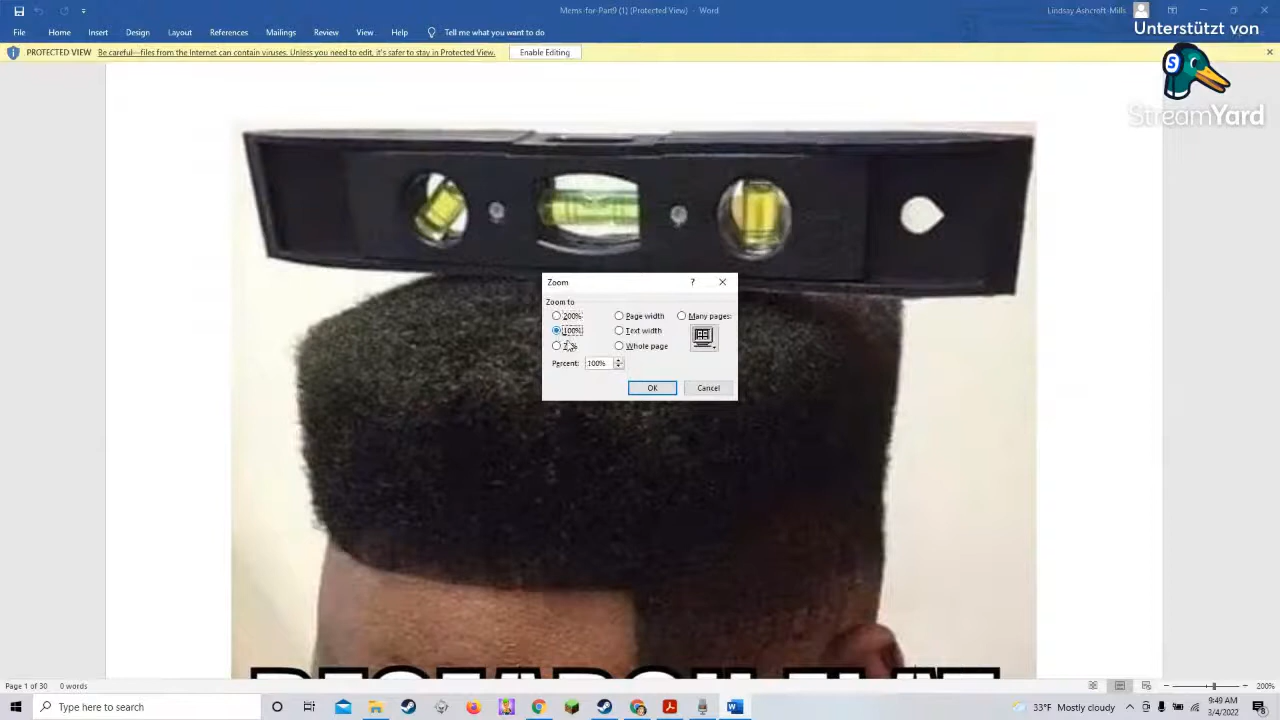 Mems-for-Part9 (1) (Protected View) - Word
Lindsay Ashcroft-Mills
Unterstützt von
StreamYard
File Home Insert Design Layout References Mailings Review View Help Tell me what you want to do
PROTECTED VIEW Be careful—files from the Internet can contain viruses. Unless you need to edit, it's safer to stay in Protected View. Enable Editing
Zoom
Zoom to
200% Page width Many pages:
100% Text width
Whole page
Percent: 100%
OK Cancel
Page 1 of 30 0 words
200%
Type here to search
33°F Mostly cloudy
9:49 AM
3/4/2022